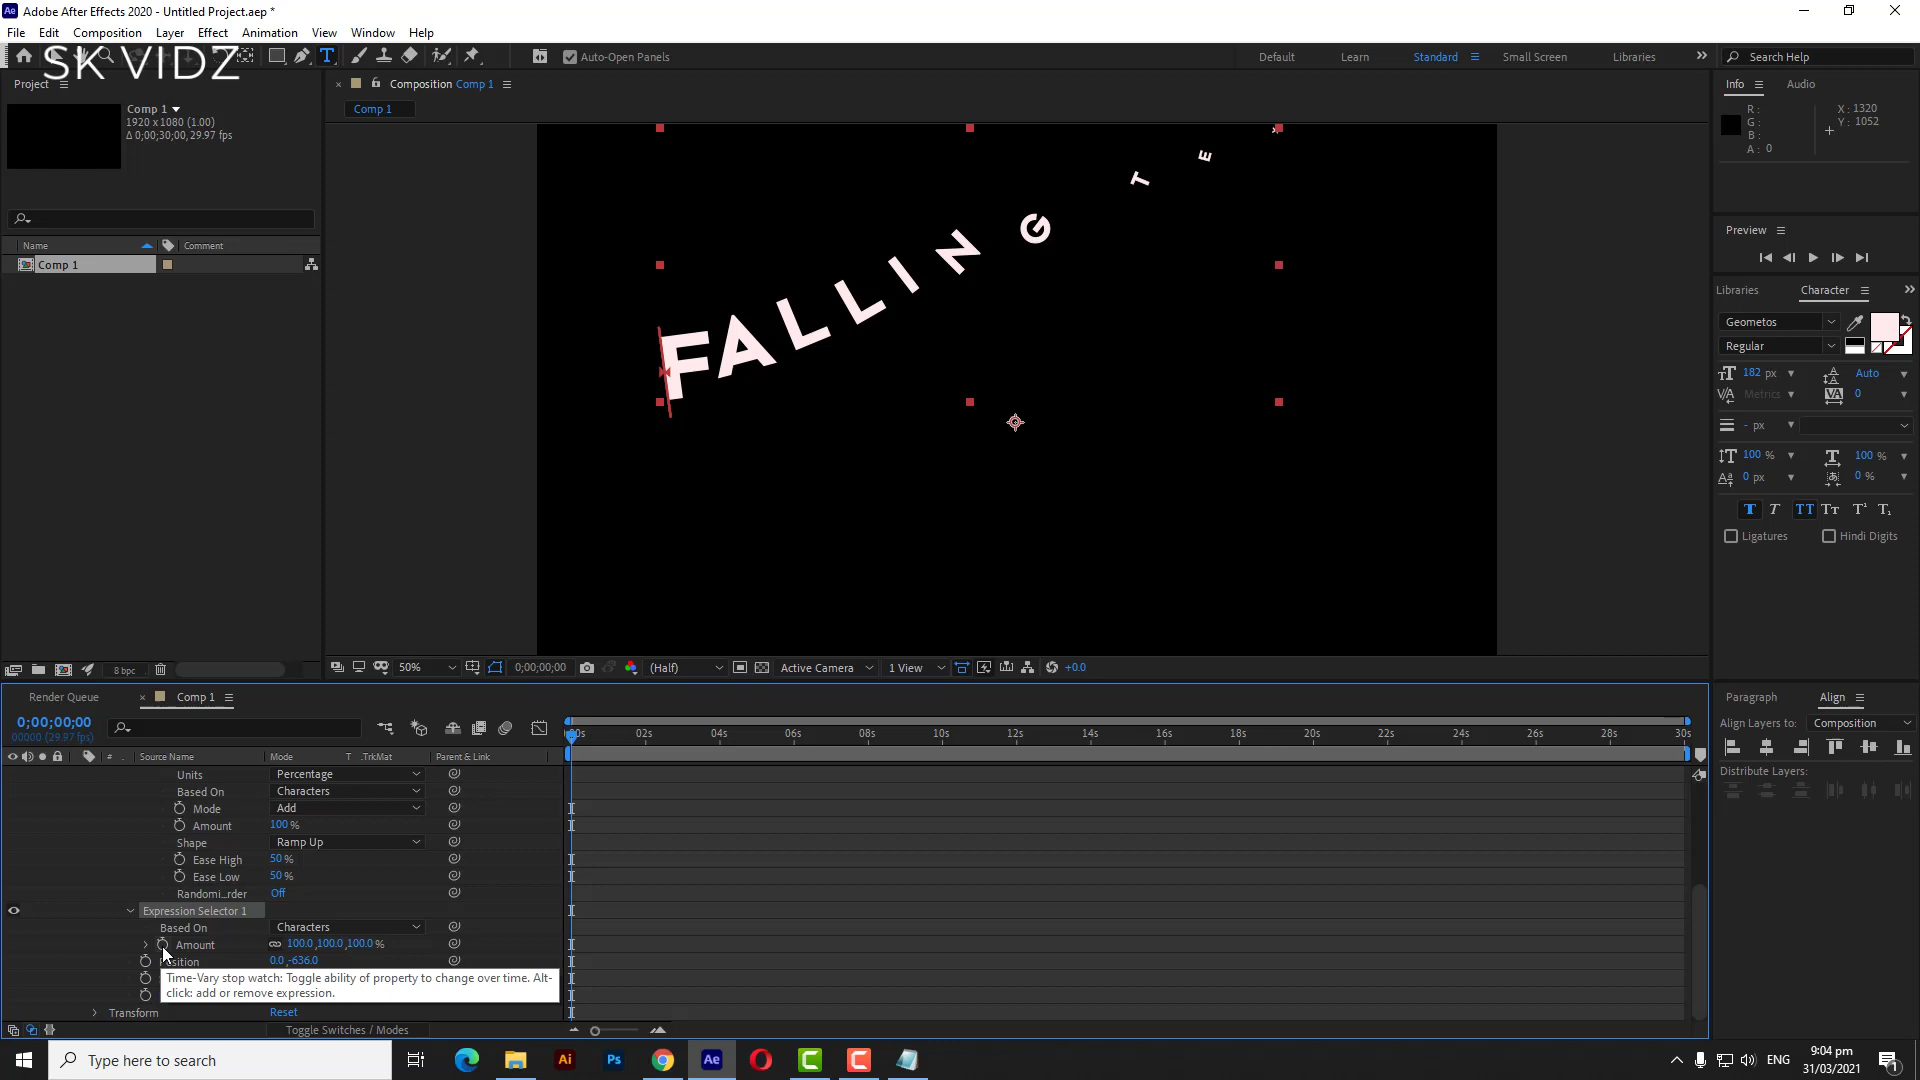 Adobe After Effects 2020 - Untitled Project.aep *
File Edit Composition Layer Effect Animation View Window Help
SK VIDZ
Auto-Open Panels
Default Learn Standard Small Screen Libraries
Search Help
Project
Composition Comp 1
Info Audio
Comp 1
1920 x 1080 (1.00)
Δ 0;00;30;00, 29.97 fps
Comp 1
R :
G :
B :
A : 0
X : 1320
Y : 1052
FALLING TE
Preview
Name Comment
Comp 1
Libraries Character
Geometos
Regular
182 px Auto
Metrics 0
- px
100 % 100 %
0 px 0 %
T T TT Tт T¹ T₁
Ligatures Hindi Digits
8 bpc
50% 0;00;00;00 (Half) Active Camera 1 View +0.0
Render Queue Comp 1
Paragraph Align
0;00;00;00
00000 (29.97 fps)
Align Layers to: Composition
Distribute Layers:
:00s 02s 04s 06s 08s 10s 12s 14s 16s 18s 20s 22s 24s 26s 28s 30s
# Source Name Mode T .TrkMat Parent & Link
Units Percentage
Based On Characters
Mode Add
Amount 100 %
Shape Ramp Up
Ease High 50 %
Ease Low 50 %
Randomi_rder Off
Expression Selector 1
Based On Characters
Amount 100.0 ,100.0 ,100.0 %
Position 0.0 ,-636.0
Time-Vary stop watch: Toggle ability of property to change over time. Alt-
click: add or remove expression.
Transform Reset
Toggle Switches / Modes
Type here to search
Ai Ps Ae
ENG
9:04 pm
31/03/2021
1